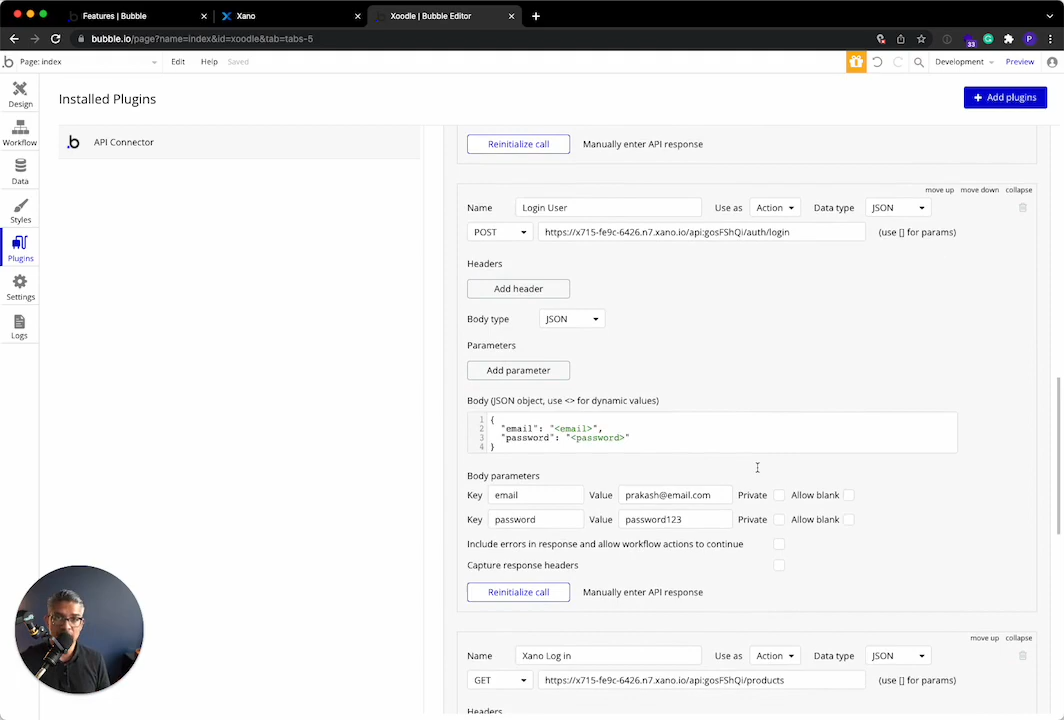 Features | Bubble
Xano
Xoodle | Bubble Editor
bubble.io/page?name=index&id=xoodle&tab=tabs-5
33
P
Page: index
Edit
Help
Saved
Development
Preview
Design
Workflow
Data
Styles
Plugins
Settings
Logs
Installed Plugins
Add plugins
API Connector
Reinitialize call
Manually enter API response
move up
move down
collapse
Name
Login User
Use as
Action
Data type
JSON
POST
https://x715-fe9c-6426.n7.xano.io/api:gosFShQi/auth/login
(use [] for params)
Headers
Add header
Body type
JSON
Parameters
Add parameter
Body (JSON object, use <> for dynamic values)
1 {
2 "email": "<email>",
3 "password": "<password>"
4 }
Body parameters
Key email Value prakash@email.com Private Allow blank
Key password Value password123 Private Allow blank
Include errors in response and allow workflow actions to continue
Capture response headers
Reinitialize call
Manually enter API response
move up
collapse
Name
Xano Log in
Use as
Action
Data type
JSON
GET
https://x715-fe9c-6426.n7.xano.io/api:gosFShQi/products
(use [] for params)
Headers